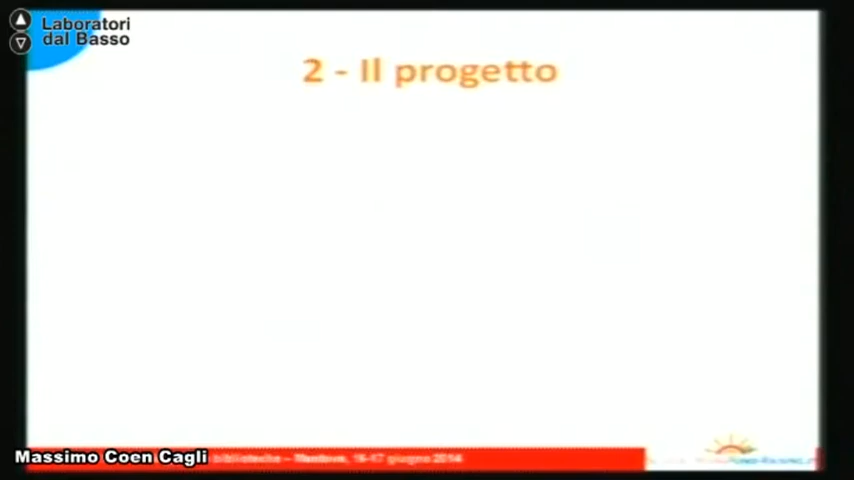 Laboratori
dal Basso
2 - Il progetto
Massimo Coen Cagli
biblioteche – Mantova, 16-17 giugno 2014